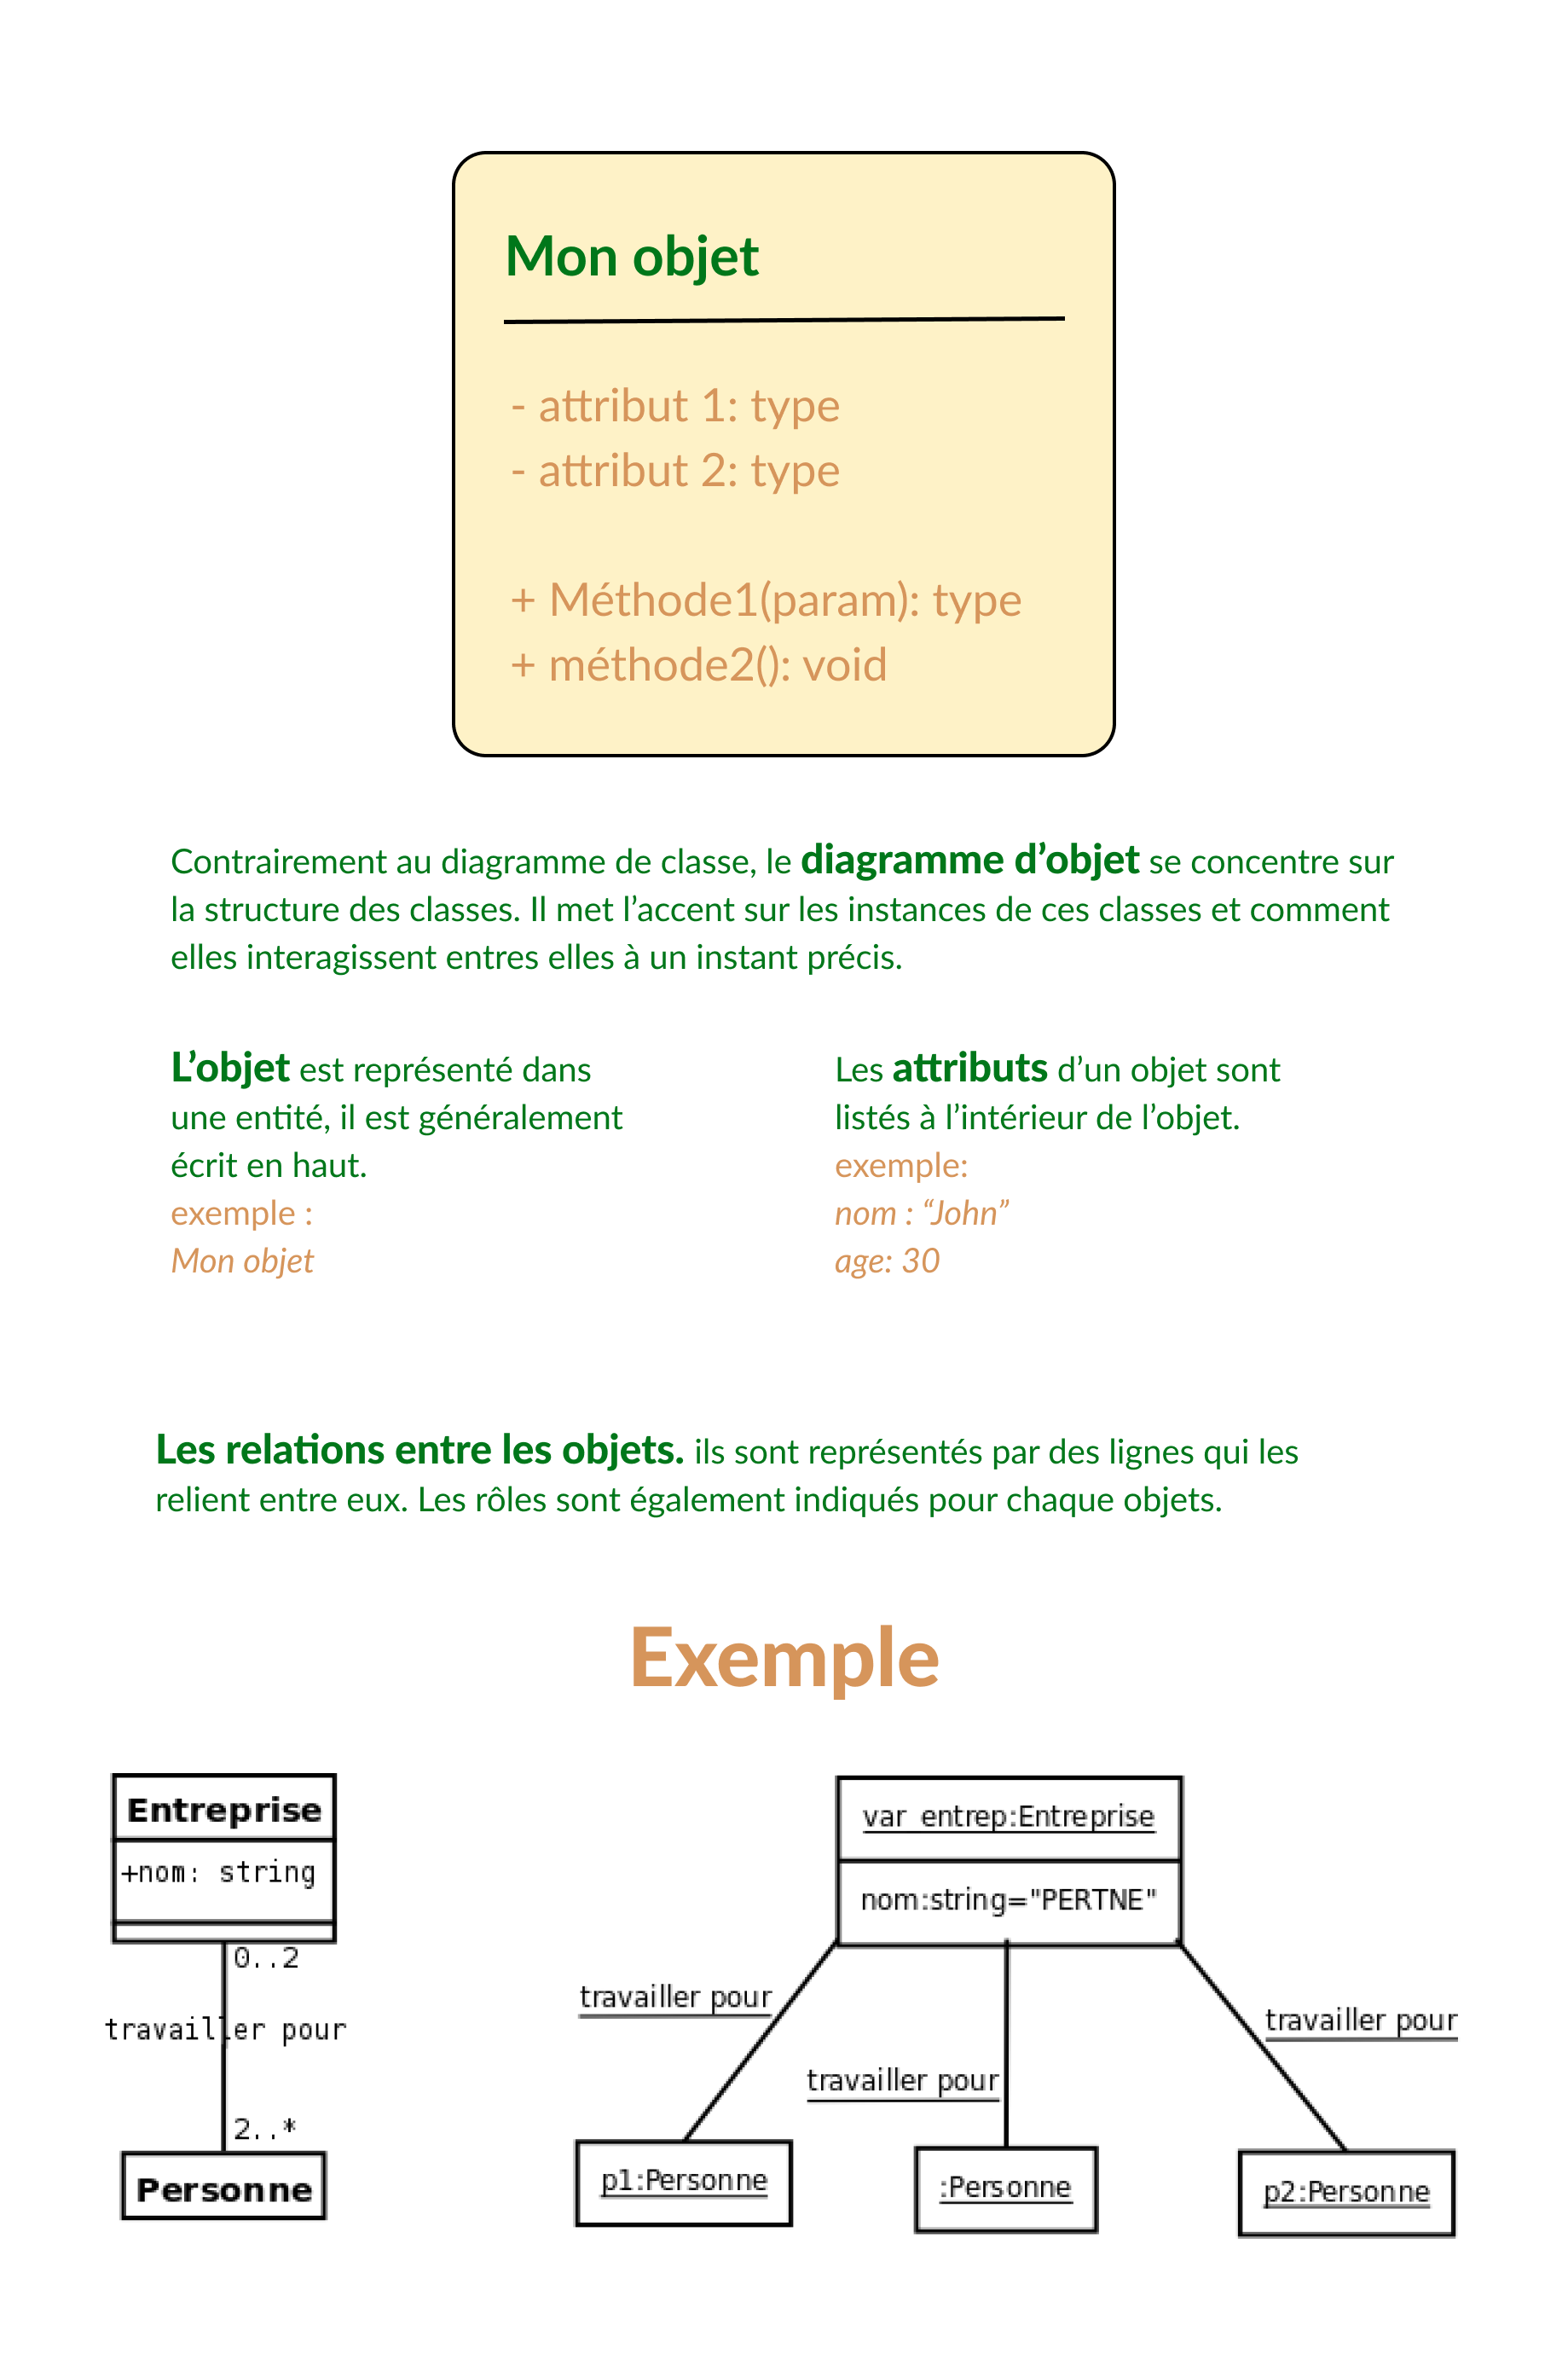 Mon objet
- attribut 1: type
- attribut 2: type
+ Méthode1(param): type
+ méthode2(): void
Contrairement au diagramme de classe, le diagramme d’objet se concentre sur
la structure des classes. Il met l’accent sur les instances de ces classes et comment
elles interagissent entres elles à un instant précis.
L’objet est représenté dans
une entité, il est généralement
écrit en haut.
exemple :
Mon objet
Les attributs d’un objet sont
listés à l’intérieur de l’objet.
exemple:
nom : “John”
age: 30
Les relations entre les objets. ils sont représentés par des lignes qui les
relient entre eux. Les rôles sont également indiqués pour chaque objets.
Exemple
Entreprise
+nom: string
0..2
travailler pour
2..*
Personne
var_entrep:Entreprise
nom:string="PERTNE"
travailler pour
travailler pour
travailler pour
p1:Personne
:Personne
p2:Personne